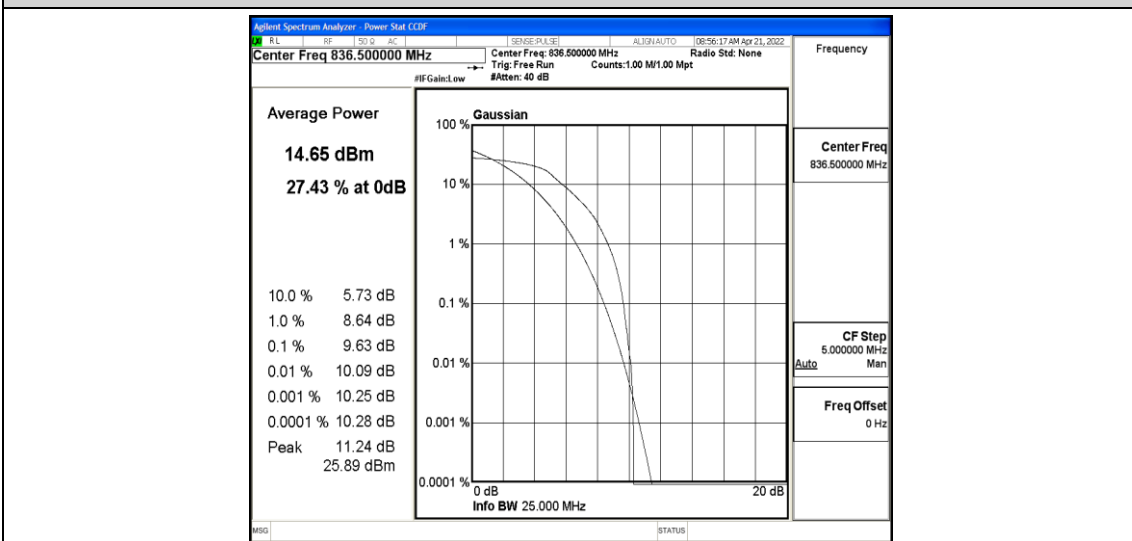 Agilent Spectrum Analyzer - Power Stat CCDF
RL RF 50 Ω AC SENSE:PULSE ALIGN AUTO 08:56:17 AM Apr 21, 2022
Center Freq 836.500000 MHz
Center Freq: 836.500000 MHz Radio Std: None
Trig: Free Run Counts:1.00 M/1.00 Mpt
#IFGain:Low #Atten: 40 dB
Frequency
Average Power
14.65 dBm
27.43 % at 0dB
10.0 % 5.73 dB
1.0 % 8.64 dB
0.1 % 9.63 dB
0.01 % 10.09 dB
0.001 % 10.25 dB
0.0001 % 10.28 dB
Peak 11.24 dB
25.89 dBm
Gaussian
100 %
10 %
1 %
0.1 %
0.01 %
0.001 %
0.0001 %
0 dB 20 dB
Info BW 25.000 MHz
Center Freq
836.500000 MHz
CF Step
5.000000 MHz
Auto Man
Freq Offset
0 Hz
MSG STATUS